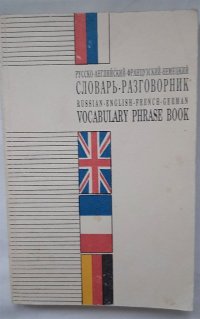 РУССКО-АНГЛИЙСКИЙ-ФРАНЦУЗСКИЙ-НЕМЕЦКИЙ
СЛОВАРЬ-РАЗГОВОРНИК
RUSSIAN-ENGLISH-FRENCH-GERMAN
VOCABULARY PHRASE BOOK